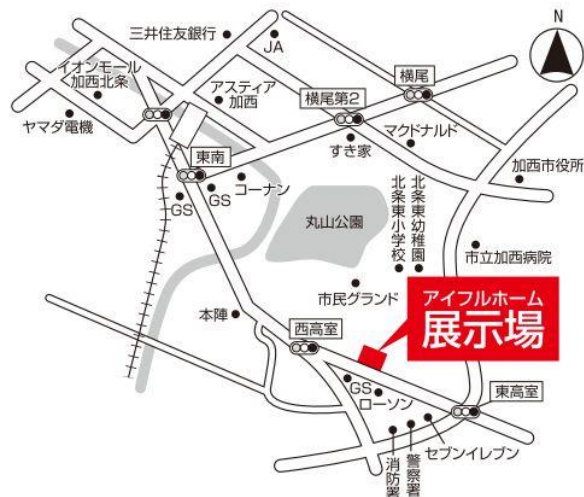 N
三井住友銀行
JA
イオンモール
加西北条
アスティア
加西
横尾
横尾第2
ヤマダ電機
マクドナルド
すき家
東南
加西市役所
コーナン
GS
GS
丸山公園
北条東小学校
北条東幼稚園
市立加西病院
市民グランド
アイフルホーム
展示場
本陣
西高室
GS
ローソン
東高室
セブンイレブン
消防署
警察署